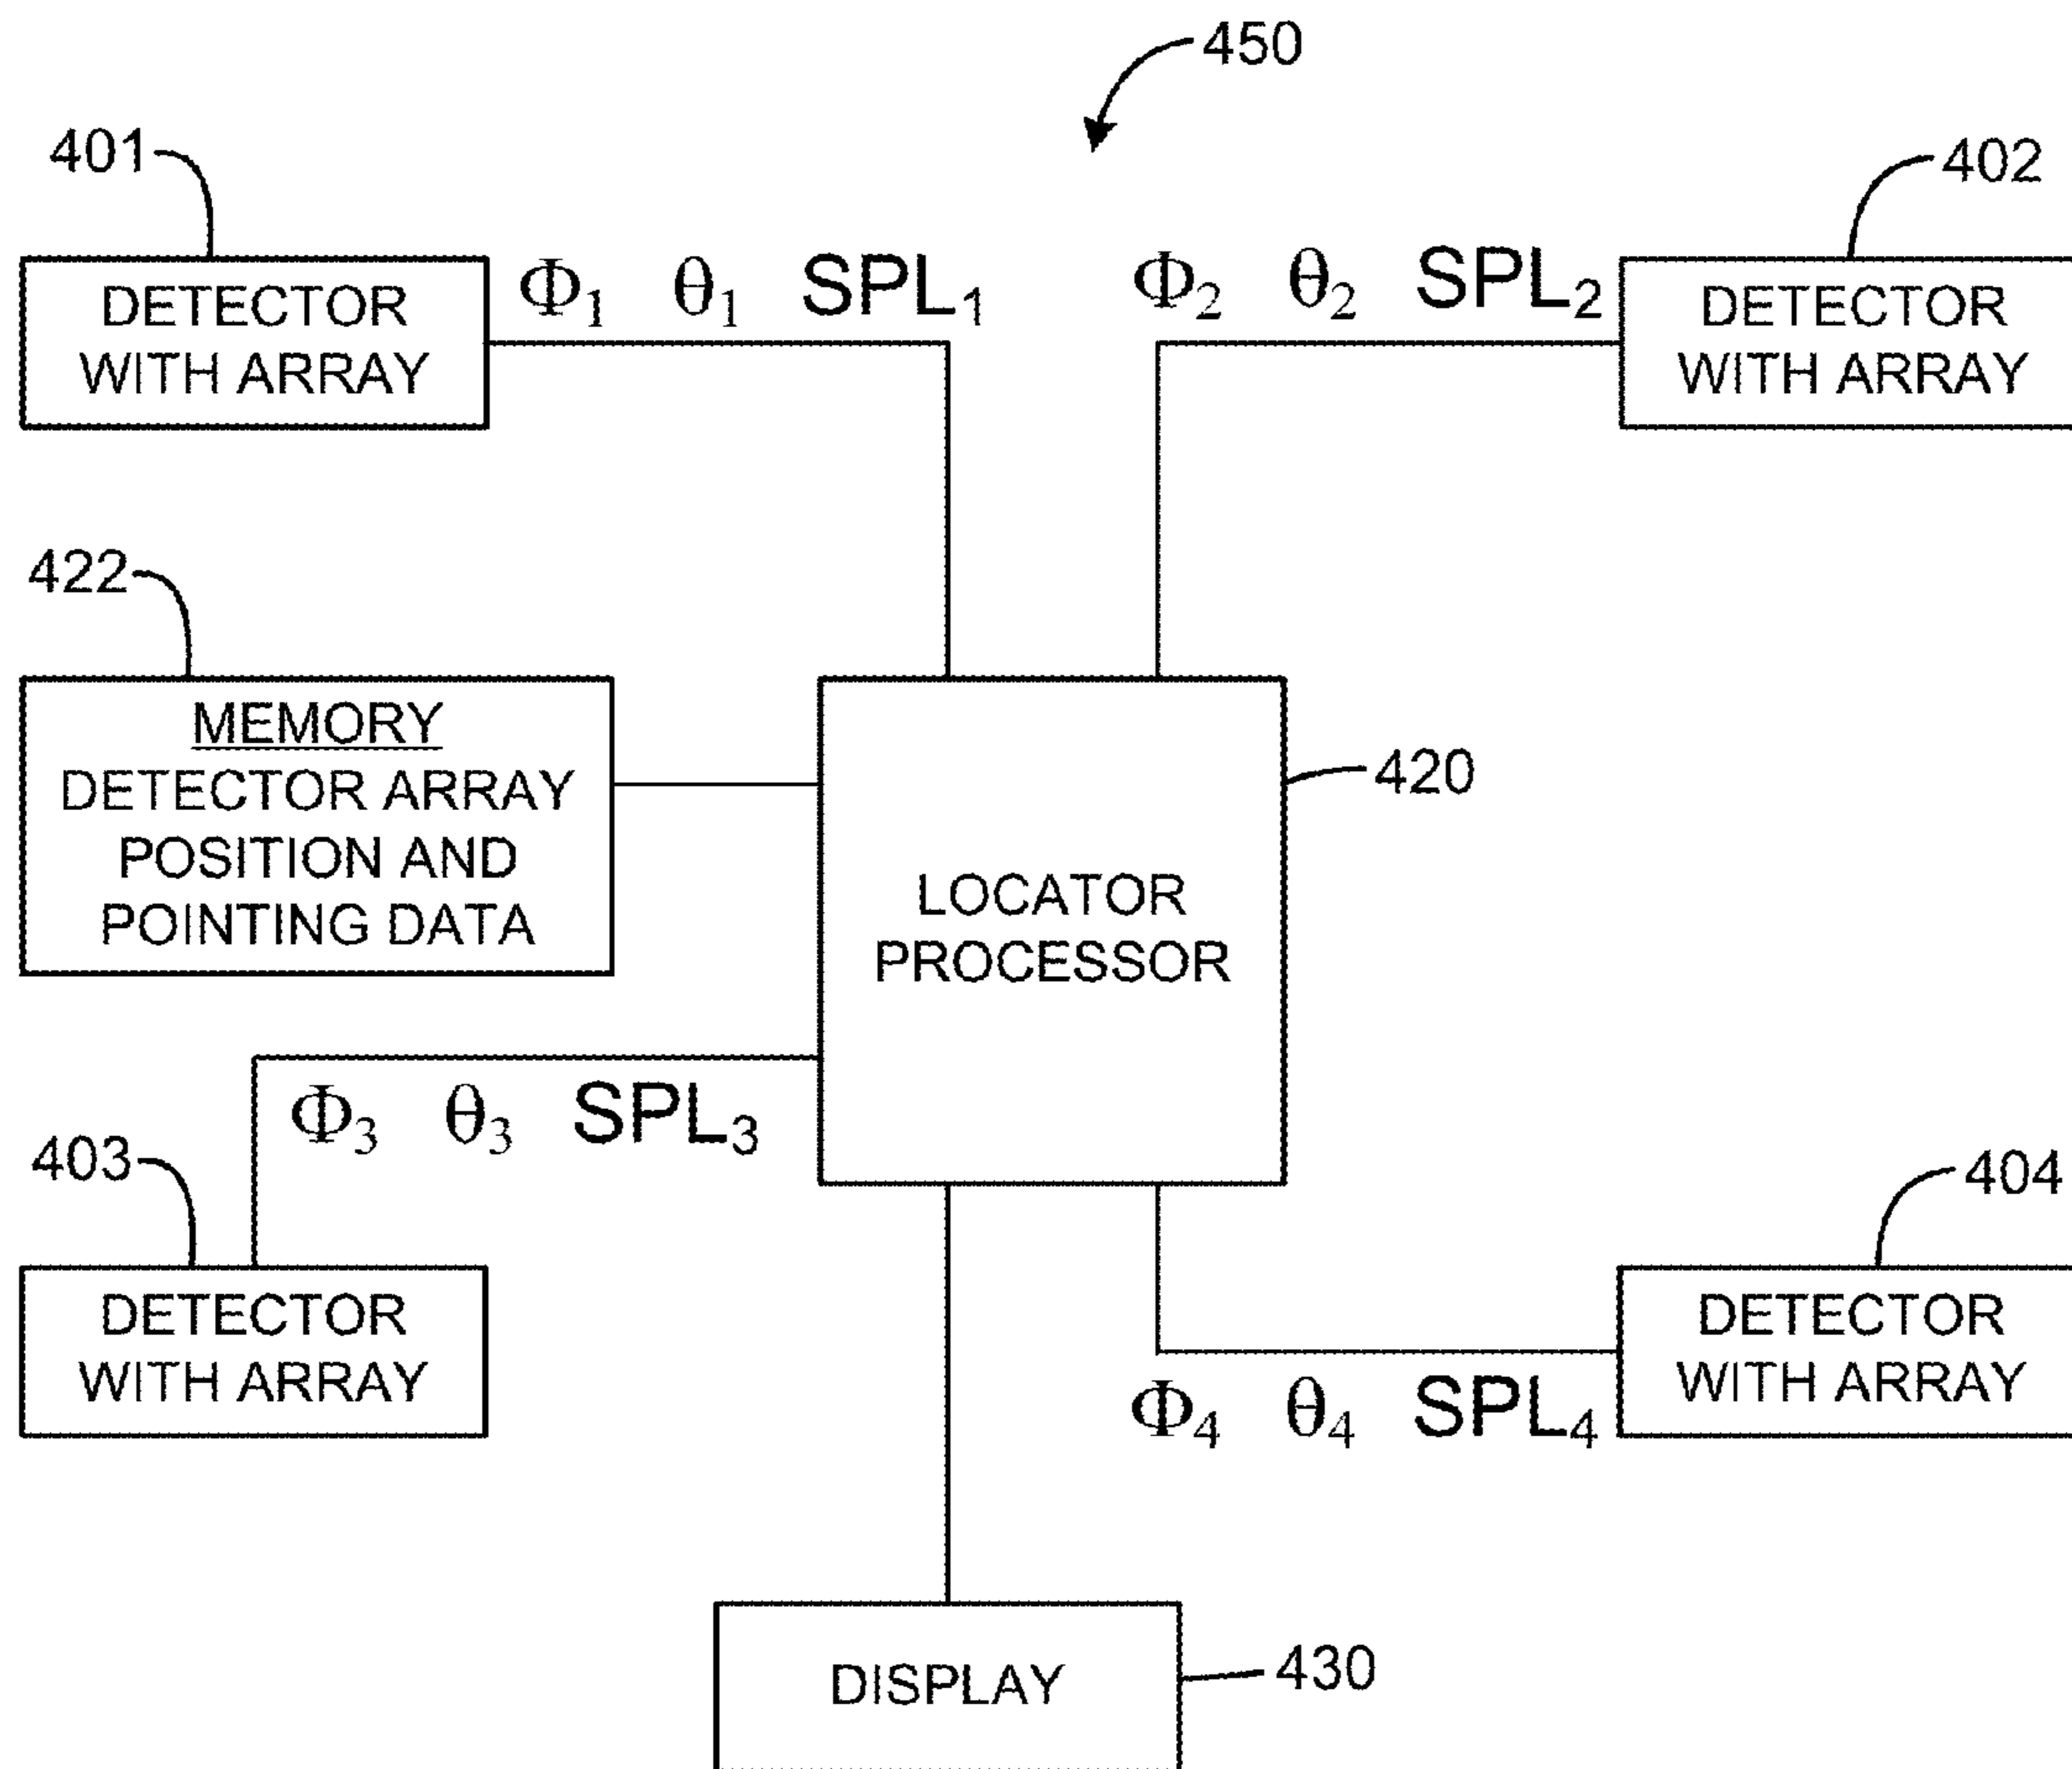 450
401
402
DETECTOR
WITH ARRAY
Φ1 θ1 SPL1
Φ2 θ2 SPL2
DETECTOR
WITH ARRAY
422
MEMORY
DETECTOR ARRAY
POSITION AND
POINTING DATA
420
LOCATOR
PROCESSOR
Φ3 θ3 SPL3
403
404
DETECTOR
WITH ARRAY
DETECTOR
WITH ARRAY
Φ4 θ4 SPL4
DISPLAY
430